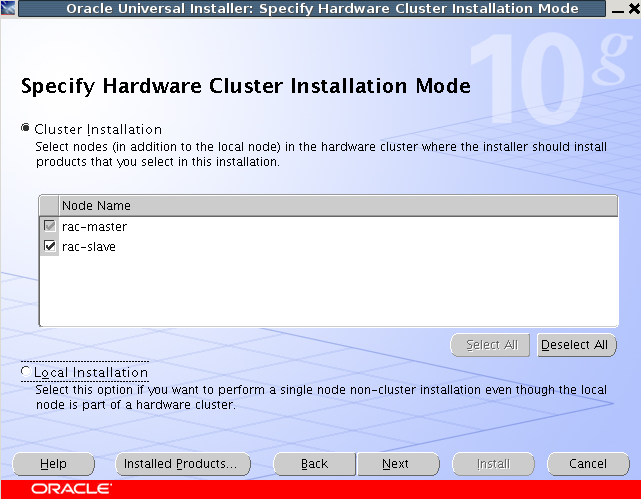 Oracle Universal Installer: Specify Hardware Cluster Installation Mode
10g
Specify Hardware Cluster Installation Mode
Cluster Installation
Select nodes (in addition to the local node) in the hardware cluster where the installer should install
products that you select in this installation.
Node Name
rac-master
rac-slave
Select All
Deselect All
Local Installation
Select this option if you want to perform a single node non-cluster installation even though the local
node is part of a hardware cluster.
Help
Installed Products...
Back
Next
Install
Cancel
ORACLE